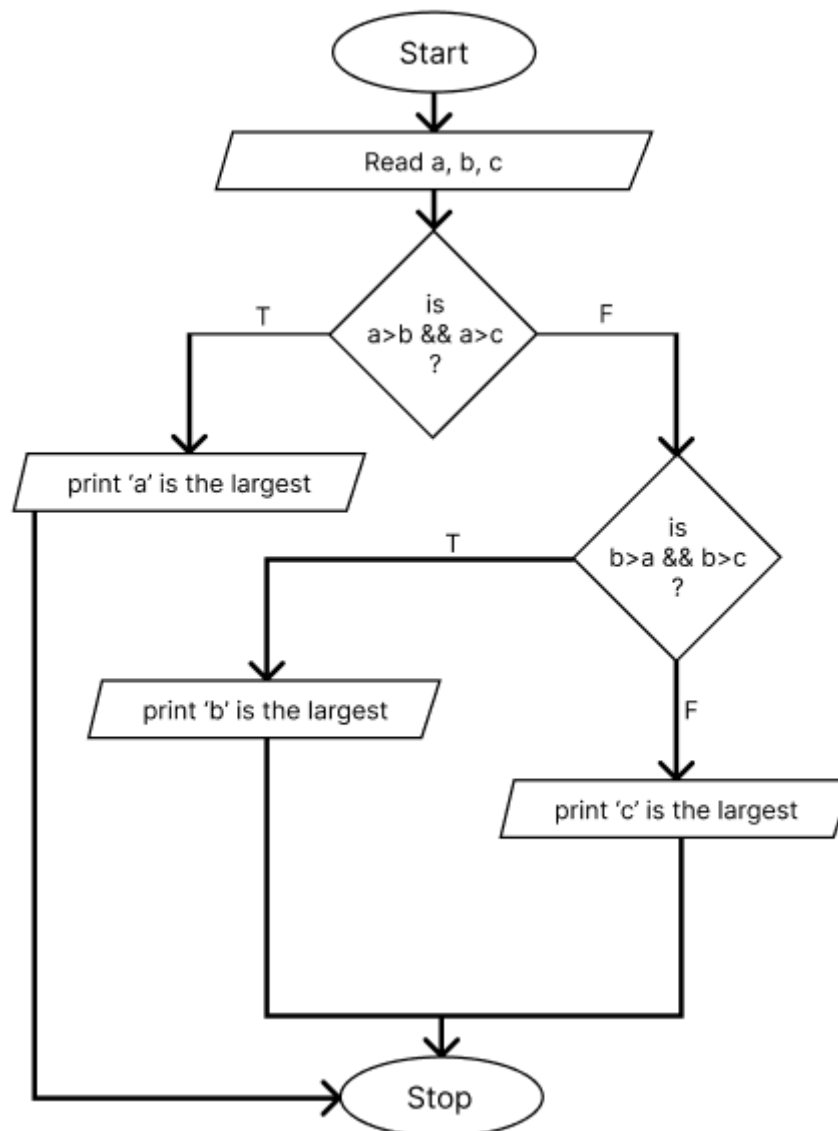 Start
Read a, b, c
is
a>b && a>c
?
T
F
print ‘a’ is the largest
is
b>a && b>c
?
T
print ‘b’ is the largest
F
print ‘c’ is the largest
Stop